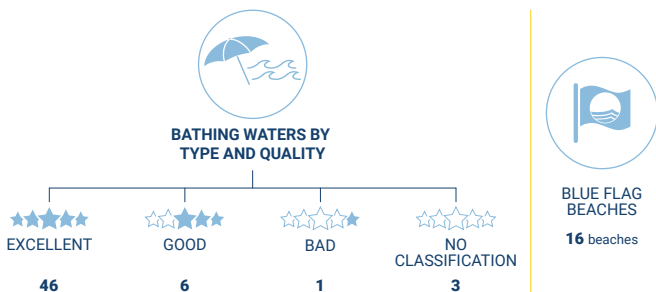 BATHING WATERS BY
TYPE AND QUALITY
EXCELLENT
46
GOOD
6
BAD
1
NO
CLASSIFICATION
3
BLUE FLAG
BEACHES
16 beaches